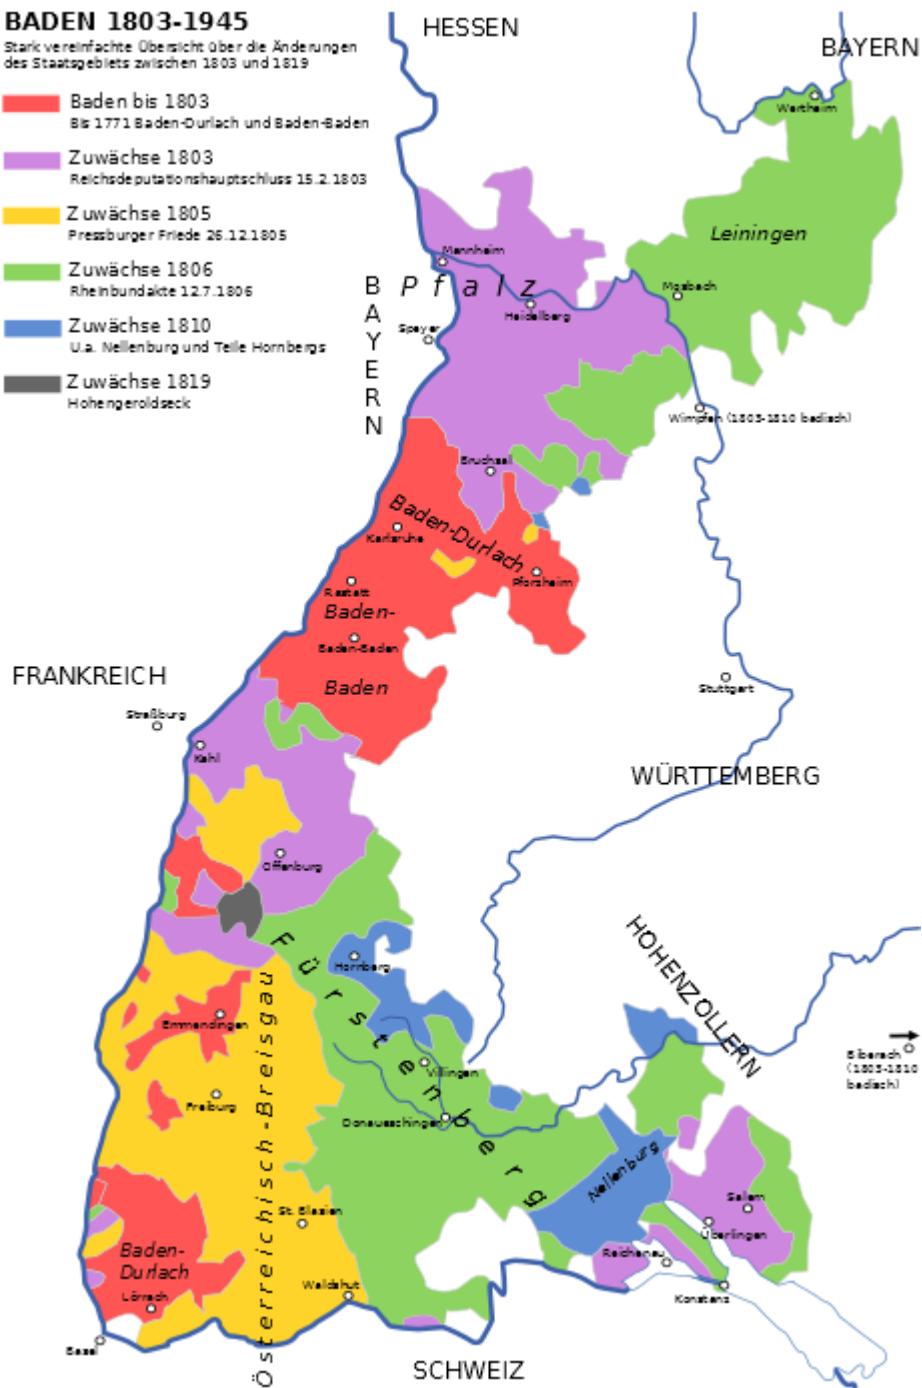 BADEN 1803-1945
Stark vereinfachte Übersicht über die Änderungen
des Staatsgebiets zwischen 1803 und 1819
Baden bis 1803
Bis 1771 Baden-Durlach und Baden-Baden
Zuwächse 1803
Reichsdeputationshauptschluss 15.2.1803
Zuwächse 1805
Pressburger Friede 26.12.1805
Zuwächse 1806
Rheinbundakte 12.7.1806
Zuwächse 1810
U.a. Nellenburg und Teile Hornbergs
Zuwächse 1819
Hohengeroldseck
HESSEN
BAYERN
Wertheim
Leiningen
Mannheim
Pfalz
Mosbach
Heidelberg
BAYERN
Speyer
Wimpfen (1803-1810 badisch)
Bruchsal
Baden-Durlach
Karlsruhe
Pforzheim
Rastatt
Baden-
Baden-Baden
Baden
FRANKREICH
Straßburg
Stuttgart
Kehl
WÜRTTEMBERG
Offenburg
HOHENZOLLERN
Fürstenberg
Hornberg
Österreichisch-Breisgau
Emmendingen
Biberach
(1803-1810
badisch)
Villingen
Freiburg
Donaueschingen
Nellenburg
Salem
St. Blasien
Überlingen
Baden-
Durlach
Reichenau
Waldshut
Lörrach
Konstanz
Basel
SCHWEIZ